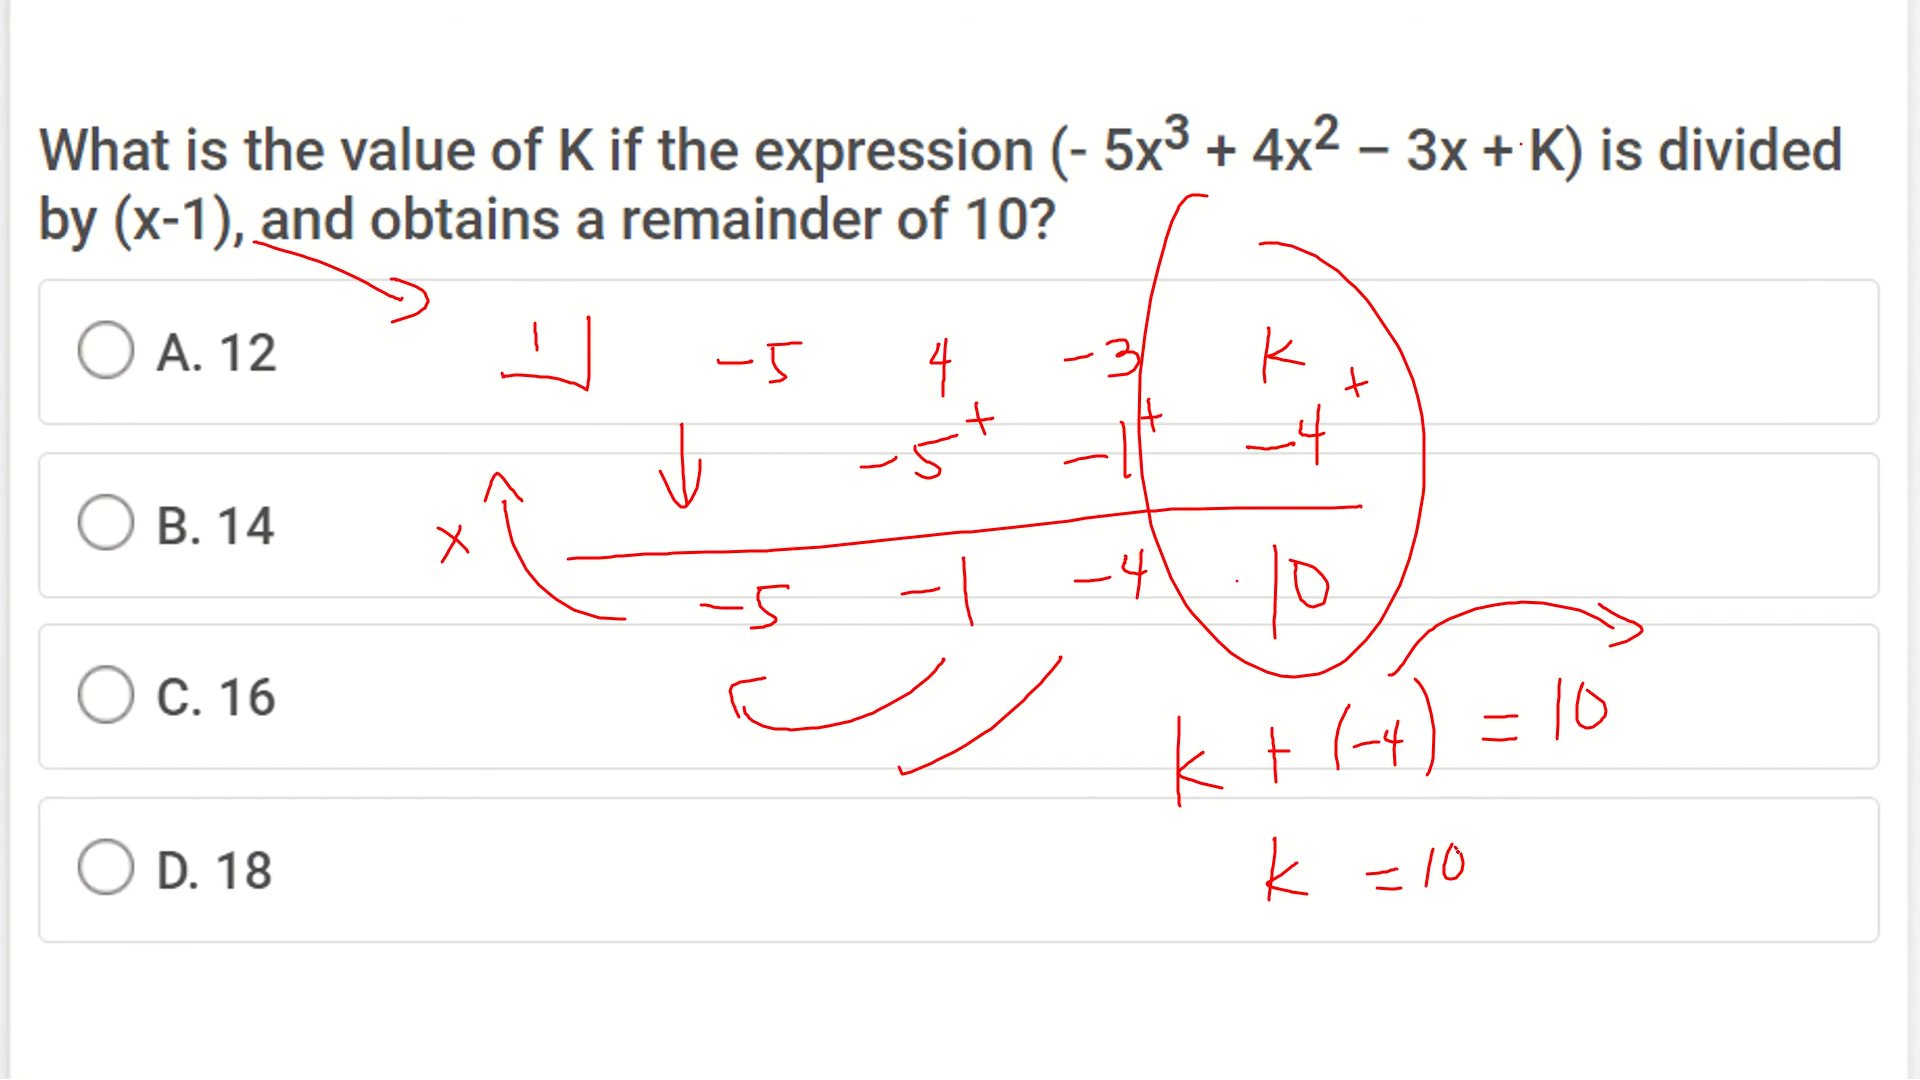 What is the value of K if the expression (- 5x³ + 4x² – 3x + K) is divided
by (x-1), and obtains a remainder of 10?
A. 12
1 -5 4 -3 k
+ + +
-5 -1 -4
B. 14
x
-5 -1 -4 10
C. 16
k + (-4) = 10
D. 18
k = 10